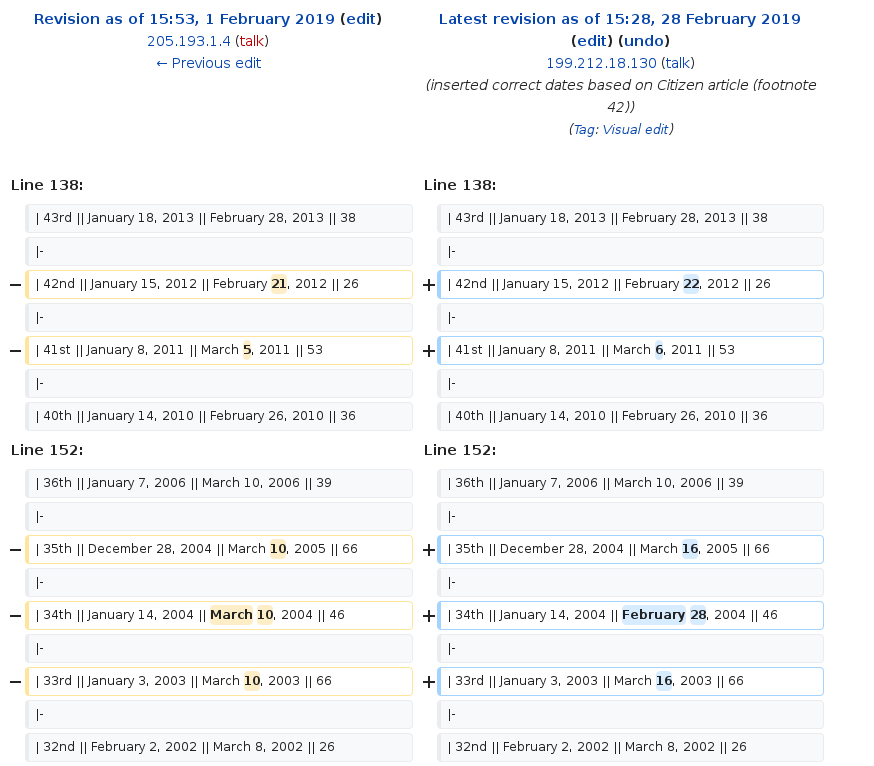 Revision as of 15:53, 1 February 2019 (edit)
205.193.1.4 (talk)
← Previous edit
Latest revision as of 15:28, 28 February 2019
(edit) (undo)
199.212.18.130 (talk)
(inserted correct dates based on Citizen article (footnote
42))
(Tag: Visual edit)
Line 138:
Line 138:
| 43rd || January 18, 2013 || February 28, 2013 || 38
| 43rd || January 18, 2013 || February 28, 2013 || 38
|-
|-
− | 42nd || January 15, 2012 || February 21, 2012 || 26
+ | 42nd || January 15, 2012 || February 22, 2012 || 26
|-
|-
− | 41st || January 8, 2011 || March 5, 2011 || 53
+ | 41st || January 8, 2011 || March 6, 2011 || 53
|-
|-
| 40th || January 14, 2010 || February 26, 2010 || 36
| 40th || January 14, 2010 || February 26, 2010 || 36
Line 152:
Line 152:
| 36th || January 7, 2006 || March 10, 2006 || 39
| 36th || January 7, 2006 || March 10, 2006 || 39
|-
|-
− | 35th || December 28, 2004 || March 10, 2005 || 66
+ | 35th || December 28, 2004 || March 16, 2005 || 66
|-
|-
− | 34th || January 14, 2004 || March 10, 2004 || 46
+ | 34th || January 14, 2004 || February 28, 2004 || 46
|-
|-
− | 33rd || January 3, 2003 || March 10, 2003 || 66
+ | 33rd || January 3, 2003 || March 16, 2003 || 66
|-
|-
| 32nd || February 2, 2002 || March 8, 2002 || 26
| 32nd || February 2, 2002 || March 8, 2002 || 26